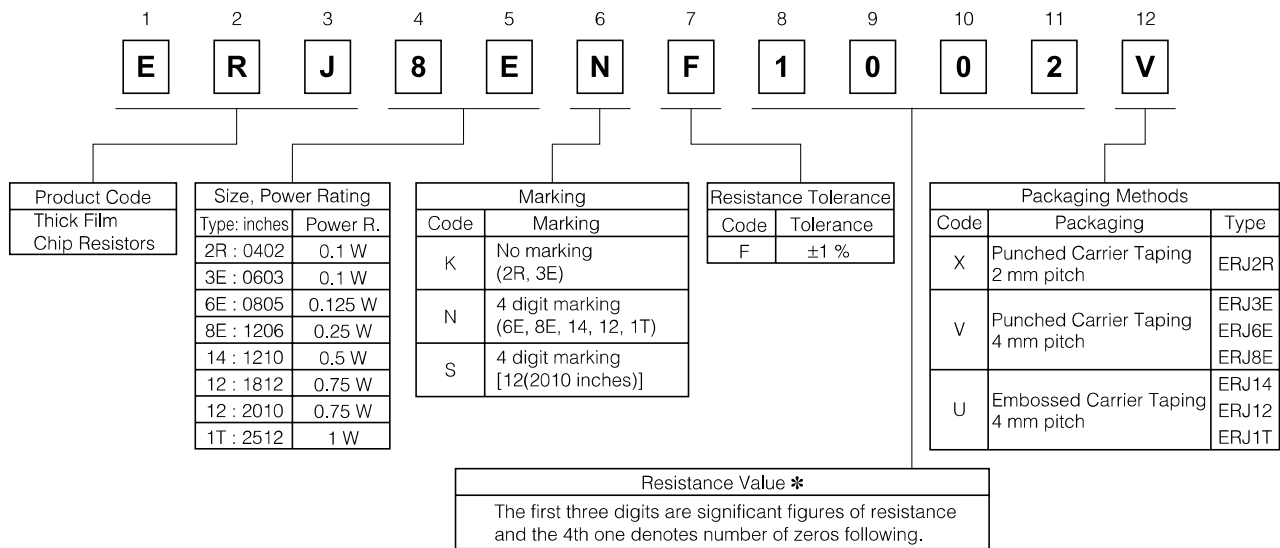 1 2 3 4 5 6 7 8 9 10 11 12
E R J 8 E N F 1 0 0 2 V
Product Code
Thick Film
Chip Resistors
Size, Power Rating
Type: inches Power R.
2R : 0402 0.1 W
3E : 0603 0.1 W
6E : 0805 0.125 W
8E : 1206 0.25 W
14 : 1210 0.5 W
12 : 1812 0.75 W
12 : 2010 0.75 W
1T : 2512 1 W
Marking
Code Marking
K No marking
(2R, 3E)
N 4 digit marking
(6E, 8E, 14, 12, 1T)
S 4 digit marking
[12(2010 inches)]
Resistance Tolerance
Code Tolerance
F ±1 %
Packaging Methods
Code Packaging Type
X Punched Carrier Taping
2 mm pitch
ERJ2R
V Punched Carrier Taping
4 mm pitch
ERJ3E
ERJ6E
ERJ8E
U Embossed Carrier Taping
4 mm pitch
ERJ14
ERJ12
ERJ1T
Resistance Value *
The first three digits are significant figures of resistance
and the 4th one denotes number of zeros following.